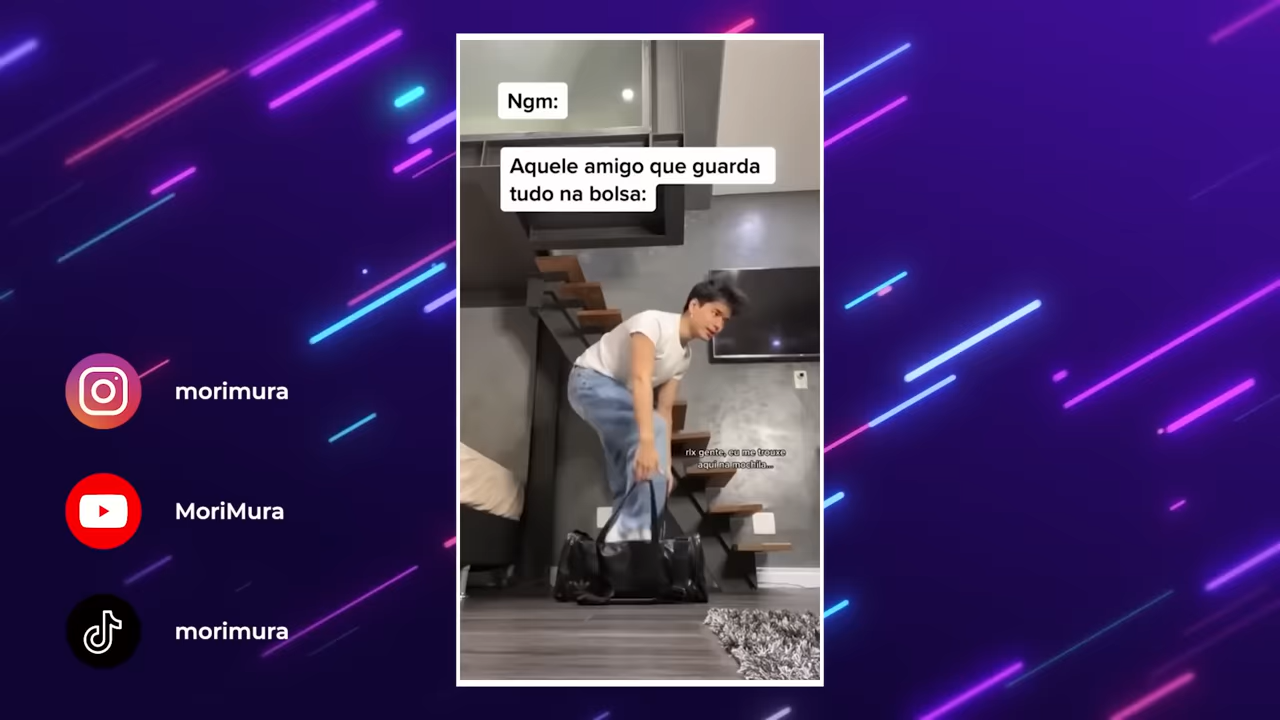 Ngm:
Aquele amigo que guarda
tudo na bolsa:
rlx gente, eu me trouxe
aqui na mochila...
morimura
MoriMura
morimura